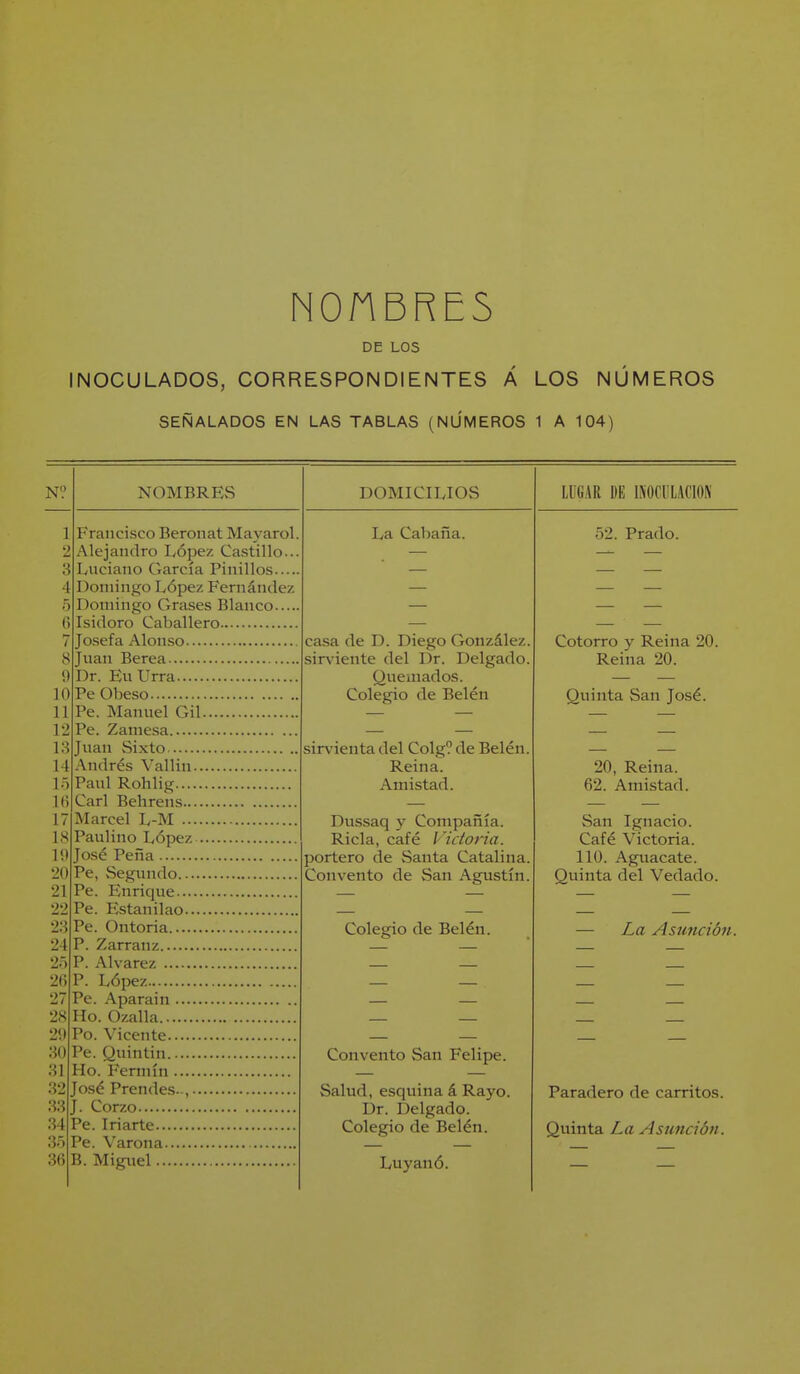 NOMBRES
DE LOS
INOCULADOS, CORRESPONDIENTES Á LOS NÚMEROS
SEÑALADOS EN LAS TABLAS (NÚMEROS 1 A 104)
Nº NOMBRES DOMICILIOS LUGAR DE INOCULACION
1 Francisco Beronat Mayarol. La Cabaña. 52. Prado.
2 Alejandro López Castillo... — — —
3 Luciano García Pinillos..... — — —
4 Domingo López Fernández — — —
5 Domingo Grases Blanco..... — — —
6 Isidoro Caballero.............. — — —
7 Josefa Alonso.................... casa de D. Diego González. Cotorro y Reina 20.
8 Juan Berea........................ sirviente del Dr. Delgado. Reina 20.
9 Dr. Eu Urra...................... Quemados. — —
10 Pe Obeso.......................... Colegio de Belén Quinta San José.
11 Pe. Manuel Gil.................. — — — —
12 Pe. Zamesa....................... — — — —
13 Juan Sixto........................ sirvienta del Colgº de Belén. — —
14 Andrés Vallin.................... Reina. 20, Reina.
15 Paul Rohlig...................... Amistad. 62. Amistad.
16 Carl Behrens..................... — — —
17 Marcel L-M ...................... Dussaq y Compañía. San Ignacio.
18 Paulino López................... Ricla, café Victoria. Café Victoria.
19 José Peña ......................... portero de Santa Catalina. 110. Aguacate.
20 Pe, Segundo...................... Convento de San Agustín. Quinta del Vedado.
21 Pe. Enrique...................... — — — —
22 Pe. Estanilao.................... — — — —
23 Pe. Ontoria....................... Colegio de Belén. — La Asunción.
24 P. Zarranz........................ — — — —
25 P. Alvarez ....................... — — — —
26 P. López........................... — — — —
27 Pe. Aparain ...................... — — — —
28 Ho. Ozalla........................ — — — —
29 Po. Vicente....................... — — — —
30 Pe. Quintin....................... Convento San Felipe.
31 Ho. Fermín ...................... — —
32 José Prendes..,................... Salud, esquina á Rayo. Paradero de carritos.
33 J. Corzo........................... Dr. Delgado.
34 Pe. Iriarte......................... Colegio de Belén. Quinta La Asunción.
35 Pe. Varona....................... — — — —
36 B. Miguel......................... Luyanó. — —